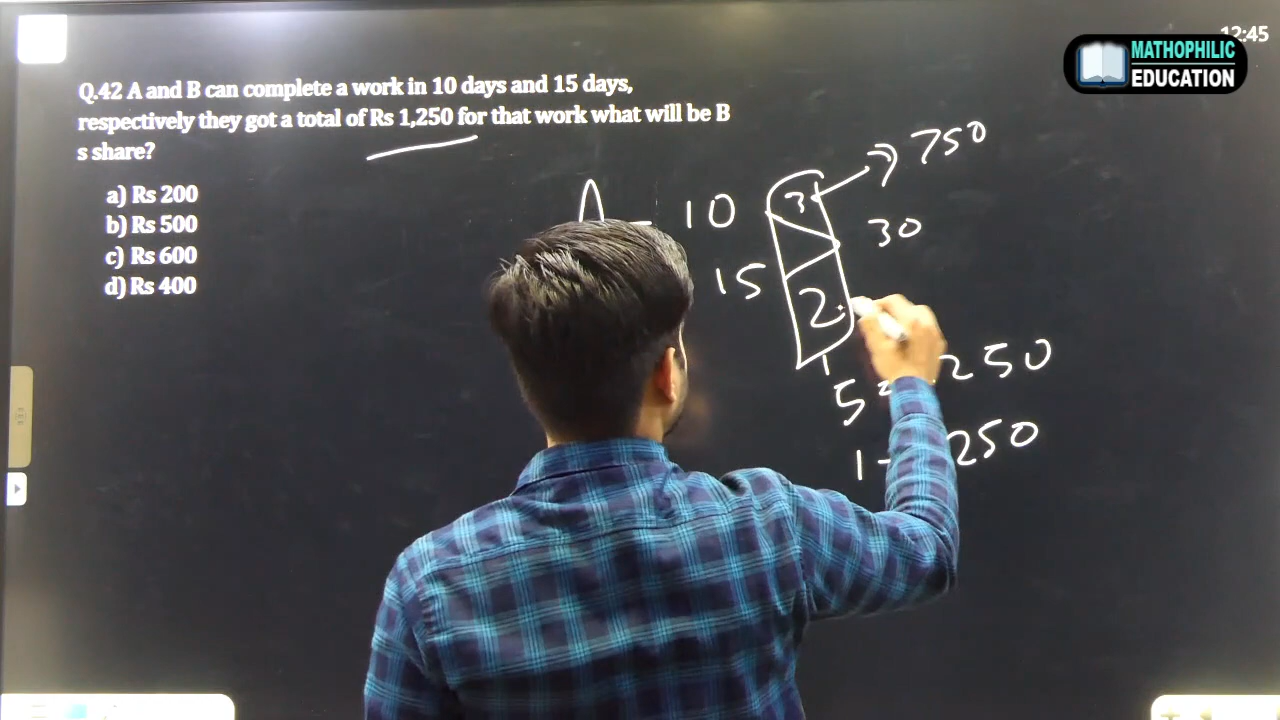 12:45
MATHOPHILIC
EDUCATION
Q.42 A and B can complete a work in 10 days and 15 days,
respectively they got a total of Rs 1,250 for that work what will be B
s share?
a) Rs 200
b) Rs 500
c) Rs 600
d) Rs 400
A - 10 3 750
30
15 2
5 = 250
1 - 250